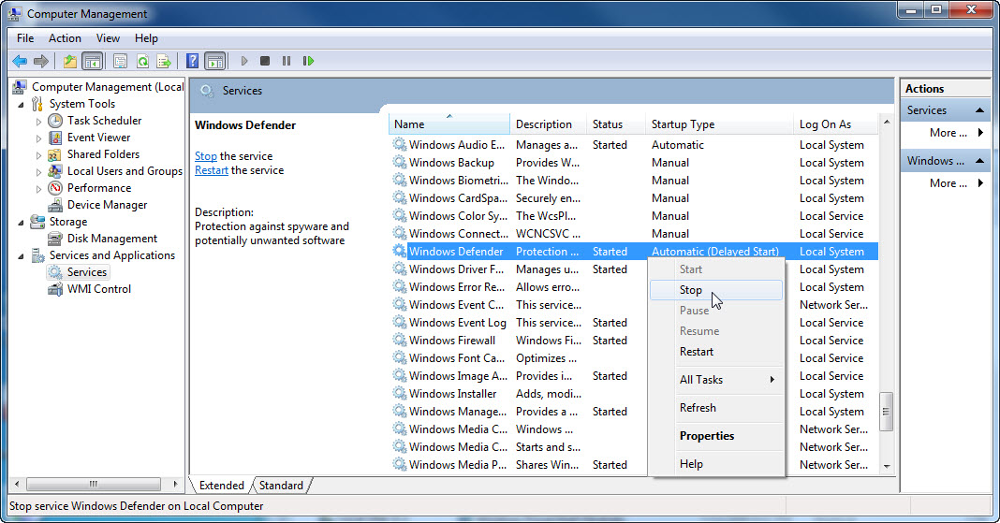 Computer Management
File Action View Help
Computer Management (Local
System Tools
Task Scheduler
Event Viewer
Shared Folders
Local Users and Groups
Performance
Device Manager
Storage
Disk Management
Services and Applications
Services
WMI Control
Services
Windows Defender
Stop the service
Restart the service
Description:
Protection against spyware and
potentially unwanted software
Name Description Status Startup Type Log On As
Windows Audio E... Manages a... Started Automatic Local System
Windows Backup Provides W... Manual Local System
Windows Biometri... The Windo... Manual Local System
Windows CardSpa... Securely en... Manual Local System
Windows Color Sy... The WcsPl... Manual Local Service
Windows Connect... WCNCSVC ... Manual Local Service
Windows Defender Protection ... Started Automatic (Delayed Start) Local System
Windows Driver F... Manages u... Started Local System
Windows Error Re... Allows erro... Local System
Windows Event C... This service... Network Ser...
Windows Event Log This service... Started Local Service
Windows Firewall Windows Fi... Started Local Service
Windows Font Ca... Optimizes ... Local Service
Windows Image A... Provides i... Started Local Service
Windows Installer Adds, modi... Local System
Windows Manage... Provides a ... Started Local System
Windows Media C... Windows ... Network Ser...
Windows Media C... Starts and s... Network Ser...
Windows Media P... Shares Win... Started Network Ser...
Start
Stop
Pause
Resume
Restart
All Tasks
Refresh
Properties
Help
Extended Standard
Actions
Services
More ...
Windows ...
More ...
Stop service Windows Defender on Local Computer